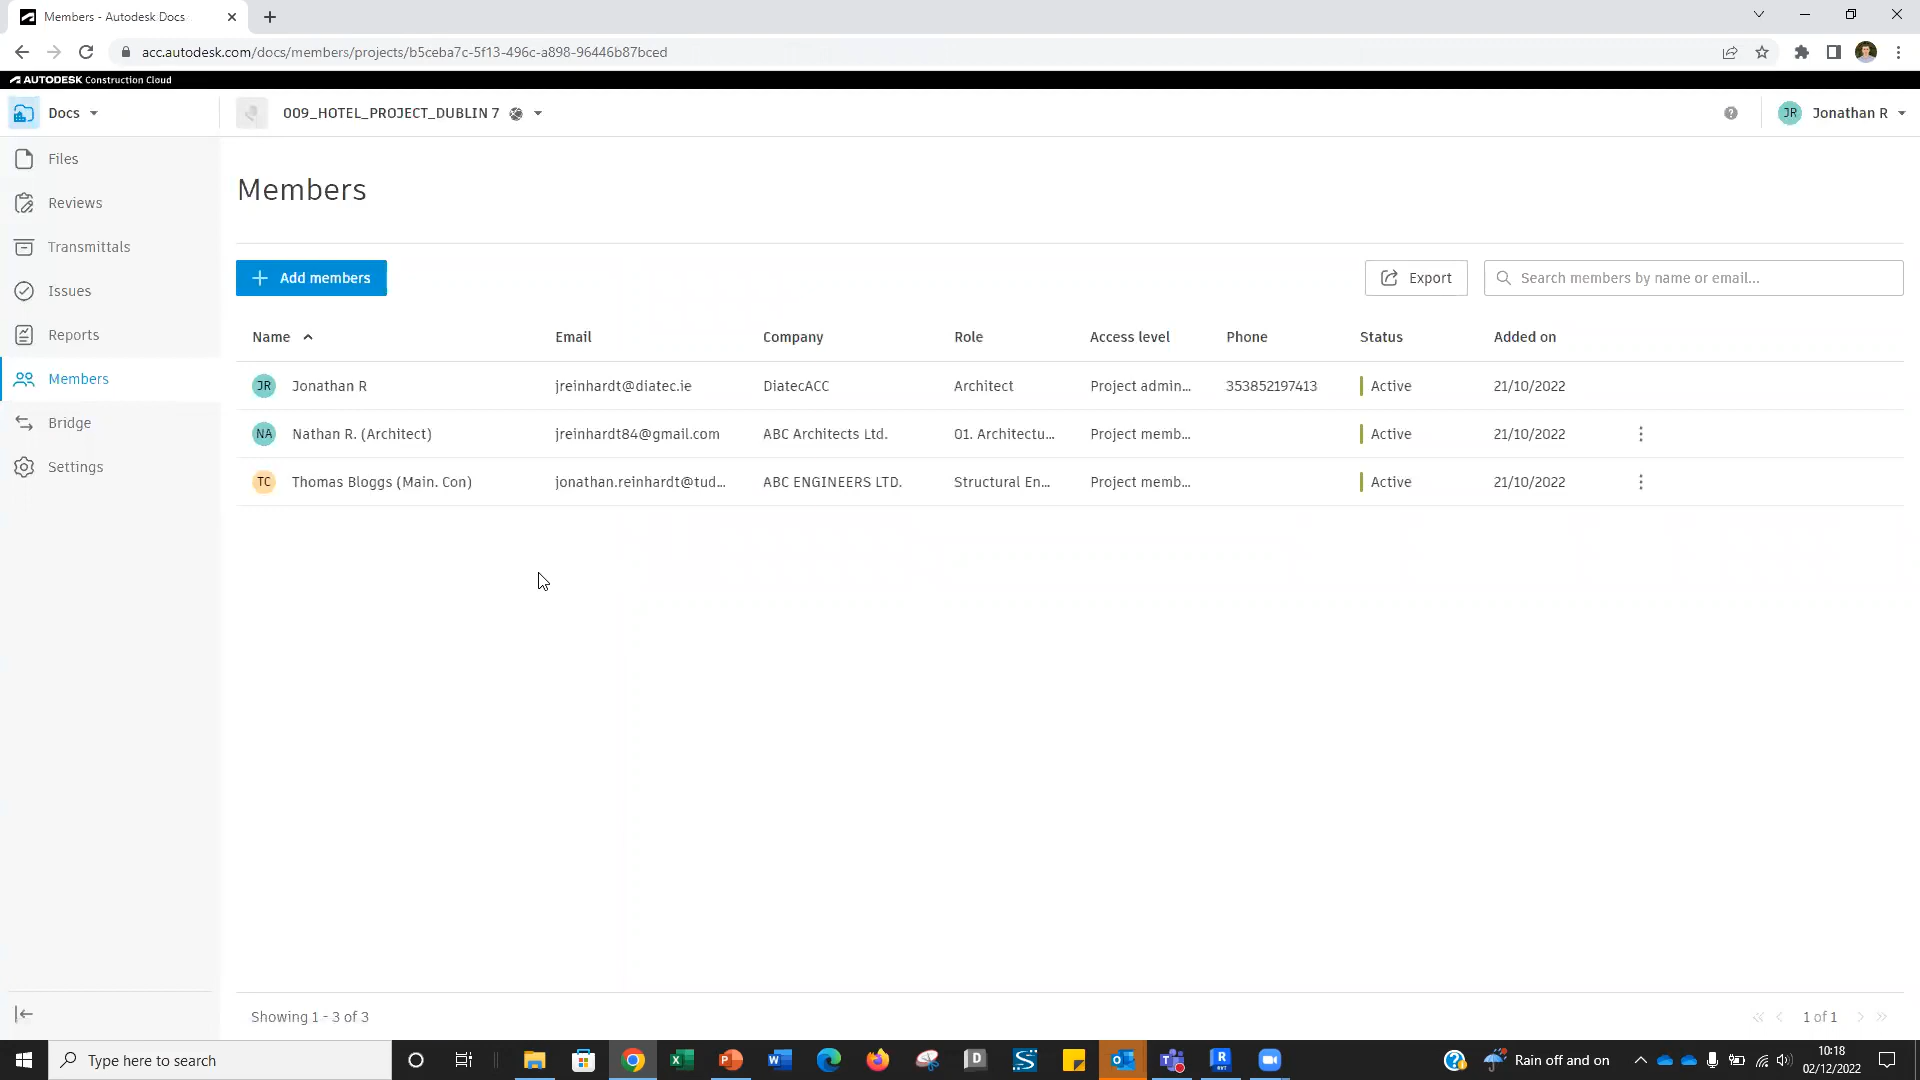 Members - Autodesk Docs
acc.autodesk.com/docs/members/projects/b5ceba7c-5f13-496c-a898-96446b87bced
AUTODESK Construction Cloud
Docs
009_HOTEL_PROJECT_DUBLIN 7
JR Jonathan R
Files
Reviews
Transmittals
Issues
Reports
Members
Bridge
Settings
Members
+ Add members
Export
Search members by name or email...
Name Email Company Role Access level Phone Status Added on
JR Jonathan R jreinhardt@diatec.ie DiatecACC Architect Project admin... 353852197413 Active 21/10/2022
NA Nathan R. (Architect) jreinhardt84@gmail.com ABC Architects Ltd. 01. Architectu... Project memb... Active 21/10/2022
TC Thomas Bloggs (Main. Con) jonathan.reinhardt@tud... ABC ENGINEERS LTD. Structural En... Project memb... Active 21/10/2022
Showing 1 - 3 of 3
1 of 1
Type here to search
Rain off and on
10:18
02/12/2022